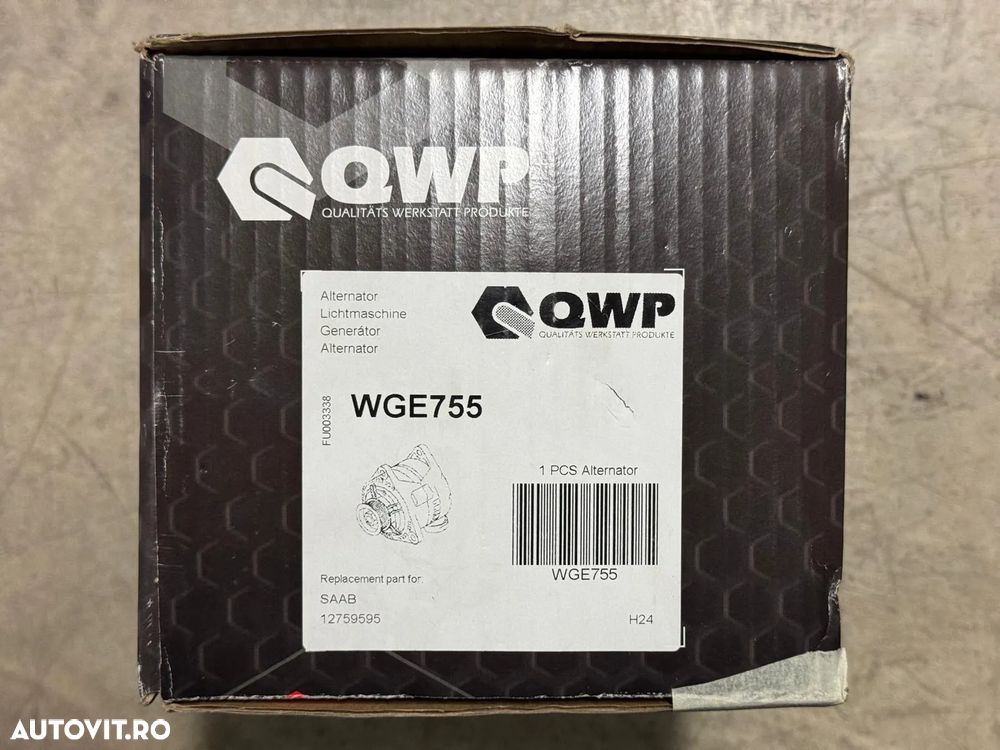 QWP
QUALITÄTS WERKSTATT PRODUKTE
QWP
QUALITÄTS WERKSTATT PRODUKTE
Alternator
Lichtmaschine
Generátor
Alternator
FU003338
WGE755
1 PCS Alternator
WGE755
Replacement part for:
SAAB
12759595
H24
AUTOVIT.RO